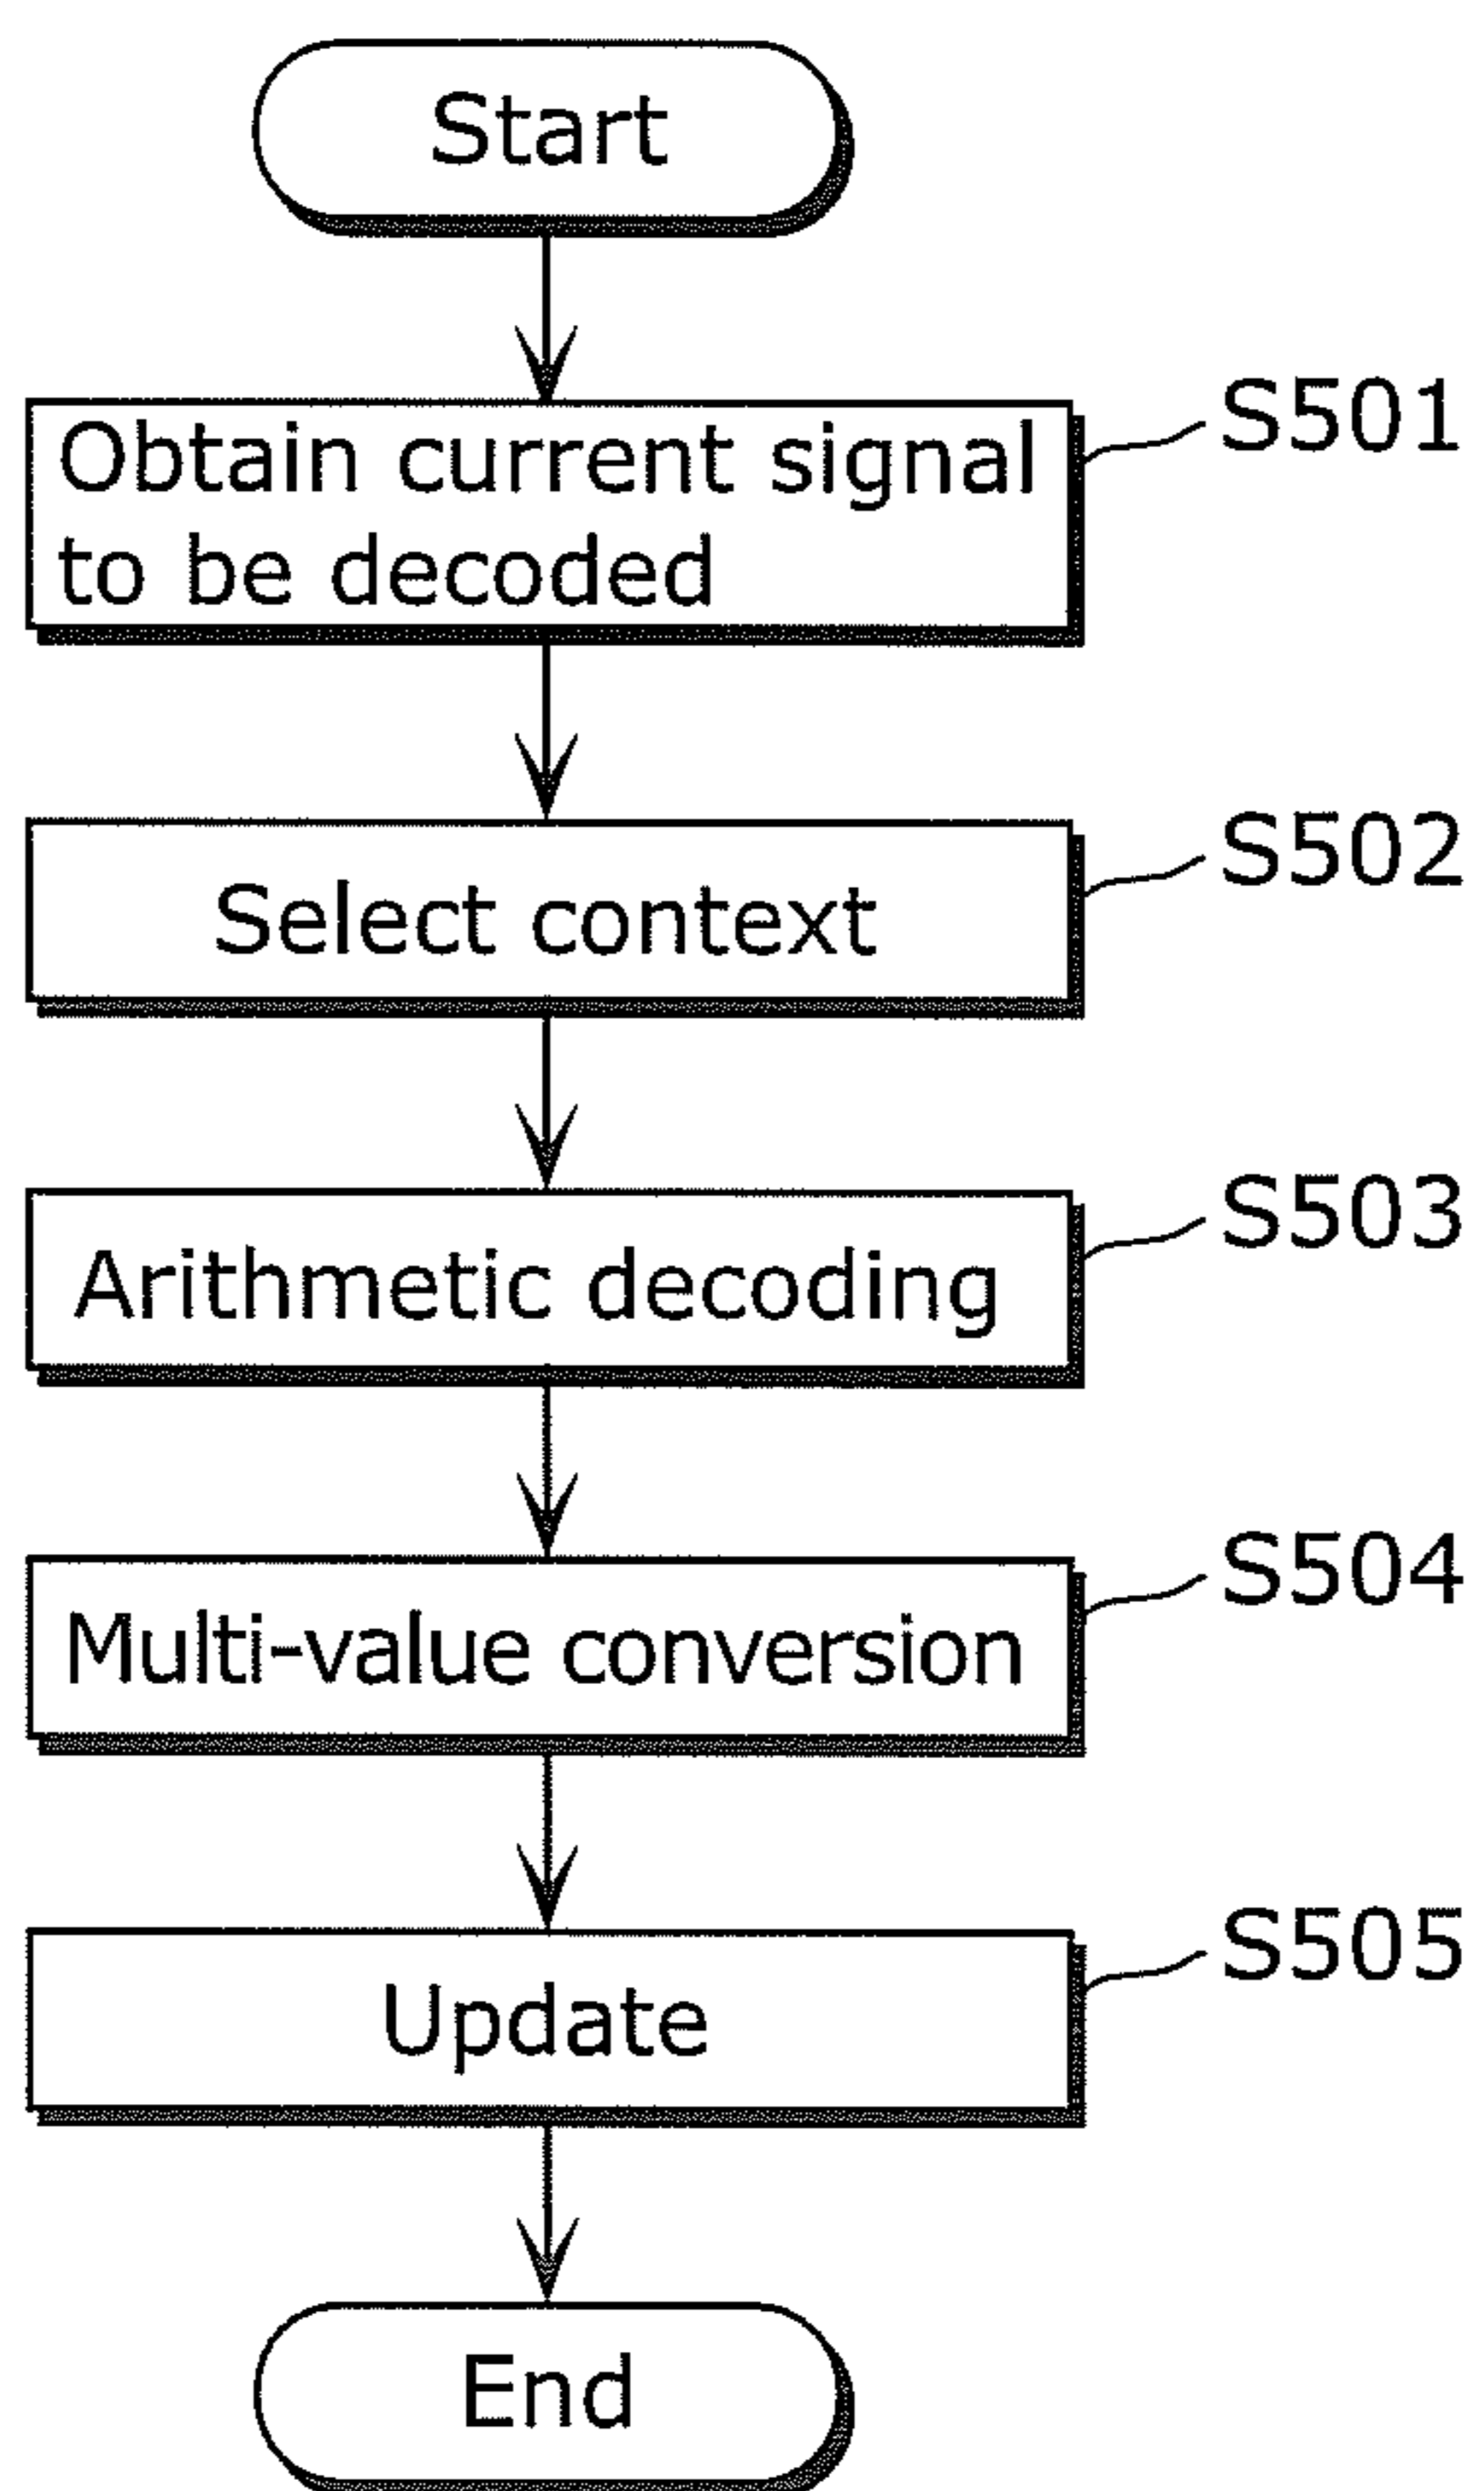 Start
Obtain current signal
to be decoded
S501
Select context
S502
Arithmetic decoding
S503
Multi-value conversion
S504
Update
S505
End